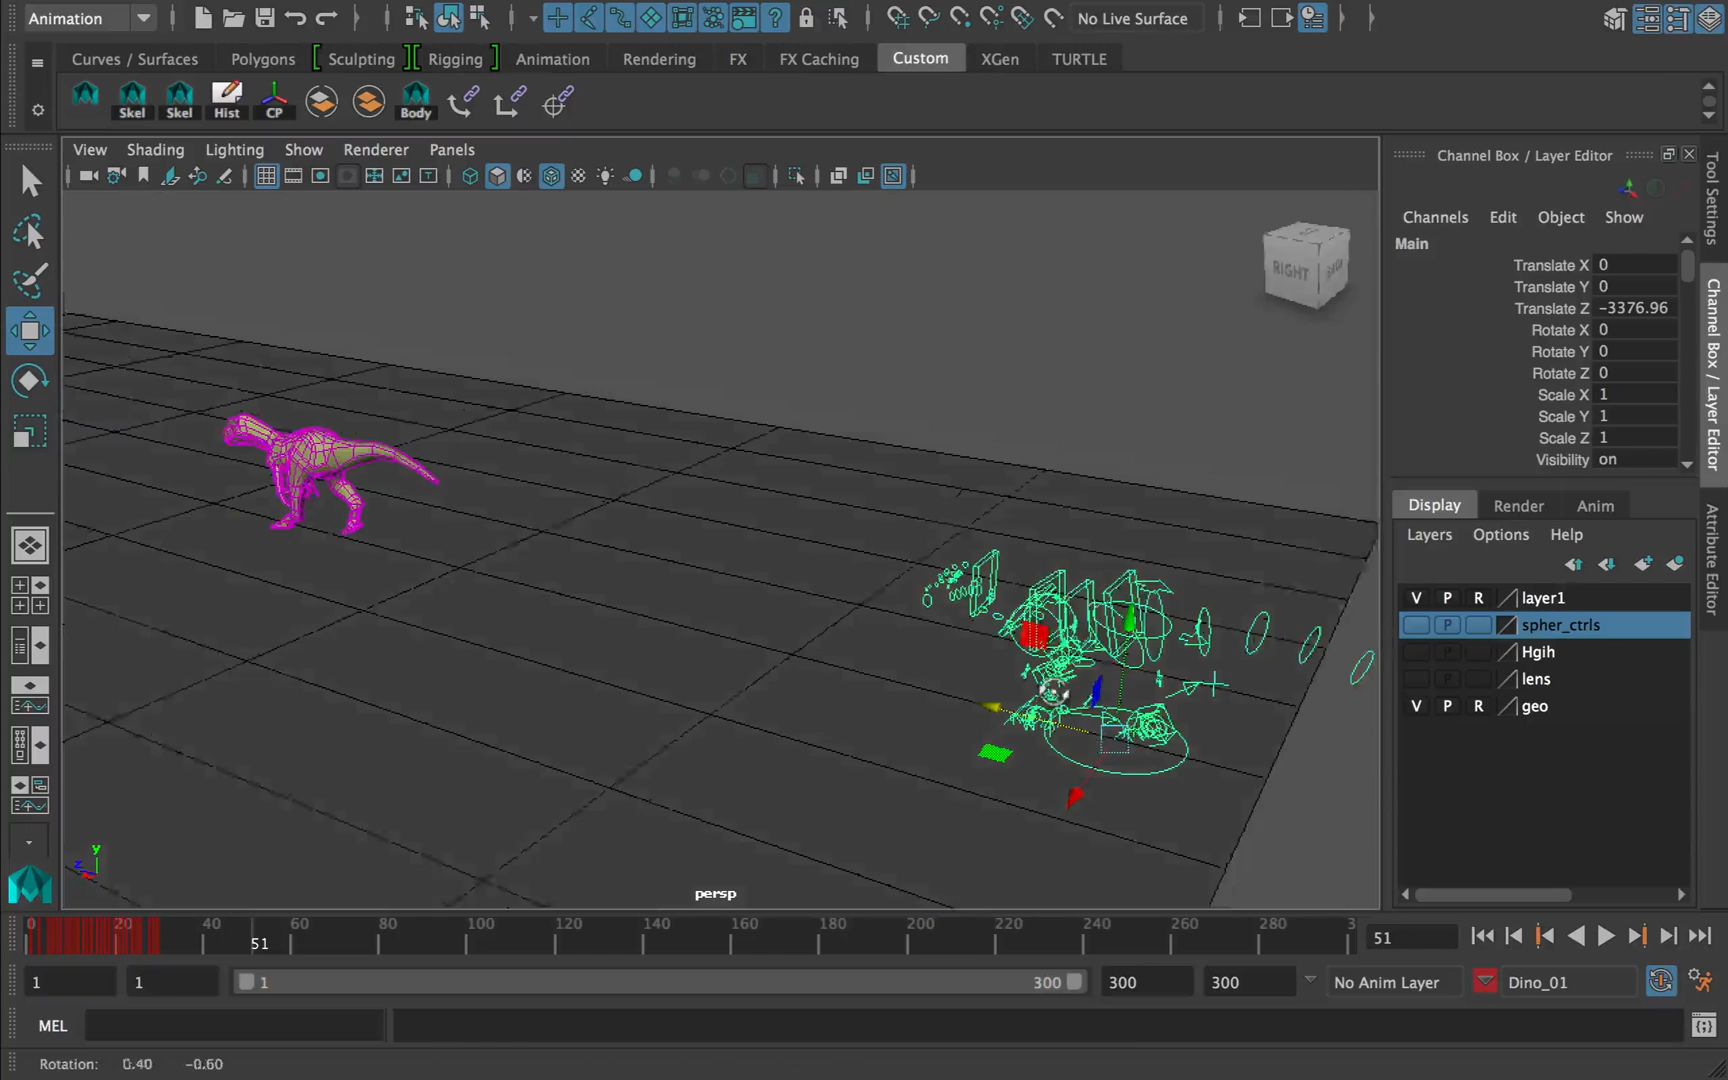 Animation
No Live Surface
Curves / Surfaces
Polygons
Sculpting
Rigging
Animation
Rendering
FX
FX Caching
Custom
XGen
TURTLE
Skel
Skel
Hist
CP
Body
View
Shading
Lighting
Show
Renderer
Panels
RIGHT
BACK
persp
y
z
Channel Box / Layer Editor
Channels
Edit
Object
Show
Main
Translate X 0
Translate Y 0
Translate Z -3376.96
Rotate X 0
Rotate Y 0
Rotate Z 0
Scale X 1
Scale Y 1
Scale Z 1
Visibility on
Display
Render
Anim
Layers
Options
Help
V P R layer1
P spher_ctrls
Hgih
lens
V P R geo
Tool Settings
Channel Box / Layer Editor
Attribute Editor
0 20 40 60 80 100 120 140 160 180 200 220 240 260 280 3
51
51
1
1
1
300
300
300
No Anim Layer
Dino_01
MEL
Rotation: 0.40 -0.60